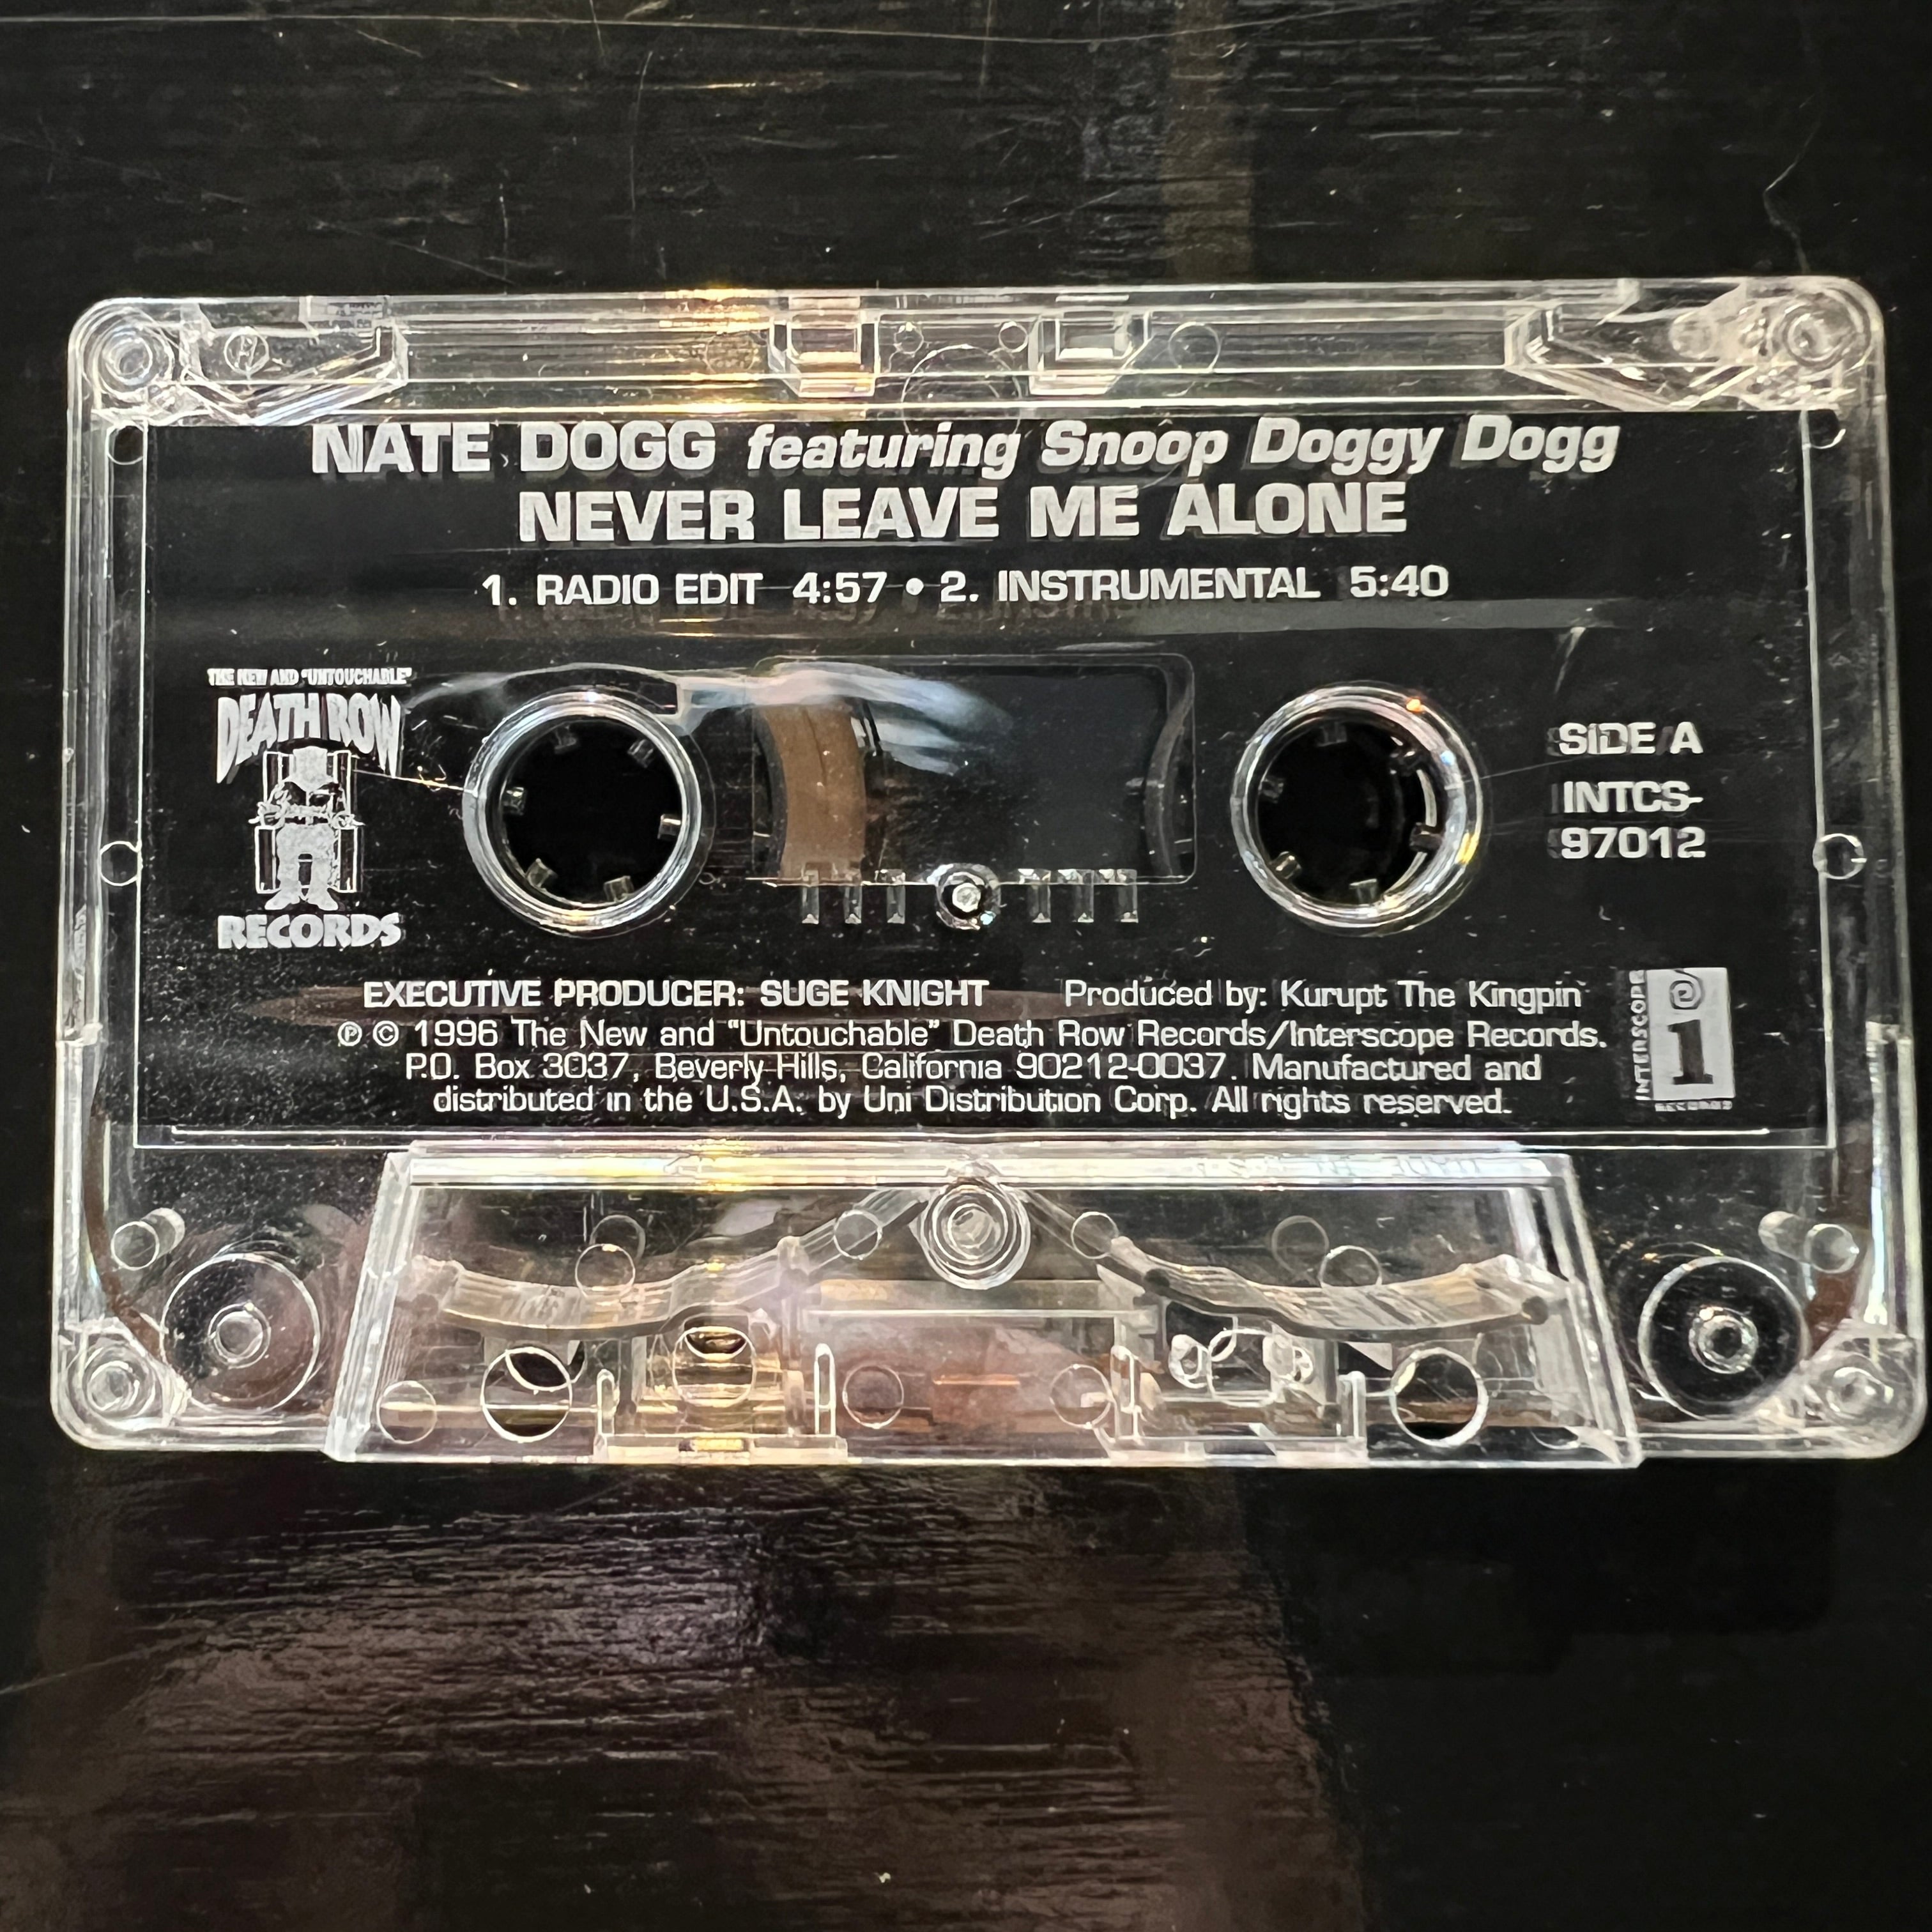 NATE DOGG featuring Snoop Doggy Dogg
NEVER LEAVE ME ALONE
1. RADIO EDIT 4:57 • 2. INSTRUMENTAL 5:40
THE NEW AND "UNTOUCHABLE"
DEATH ROW
RECORDS
SIDE A
INTCS-
97012
EXECUTIVE PRODUCER: SUGE KNIGHT Produced by: Kurupt The Kingpin
℗ © 1996 The New and "Untouchable" Death Row Records/Interscope Records.
P.O. Box 3037, Beverly Hills, California 90212-0037. Manufactured and
distributed in the U.S.A. by Uni Distribution Corp. All rights reserved.
INTERSCOPE
i
RECORDS